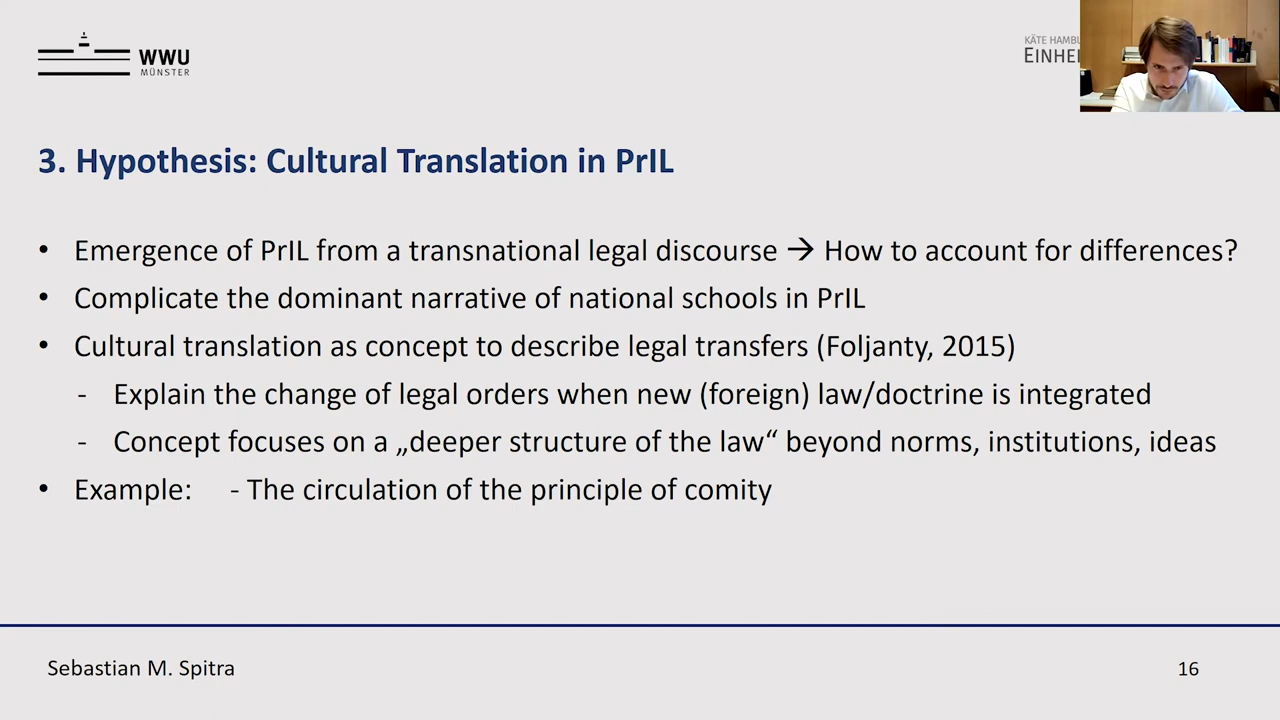 WWU
MÜNSTER
KÄTE HAMBU
EINHEI
3. Hypothesis: Cultural Translation in PrIL
• Emergence of PrIL from a transnational legal discourse → How to account for differences?
• Complicate the dominant narrative of national schools in PrIL
• Cultural translation as concept to describe legal transfers (Foljanty, 2015)
- Explain the change of legal orders when new (foreign) law/doctrine is integrated
- Concept focuses on a „deeper structure of the law“ beyond norms, institutions, ideas
• Example: - The circulation of the principle of comity
Sebastian M. Spitra
16